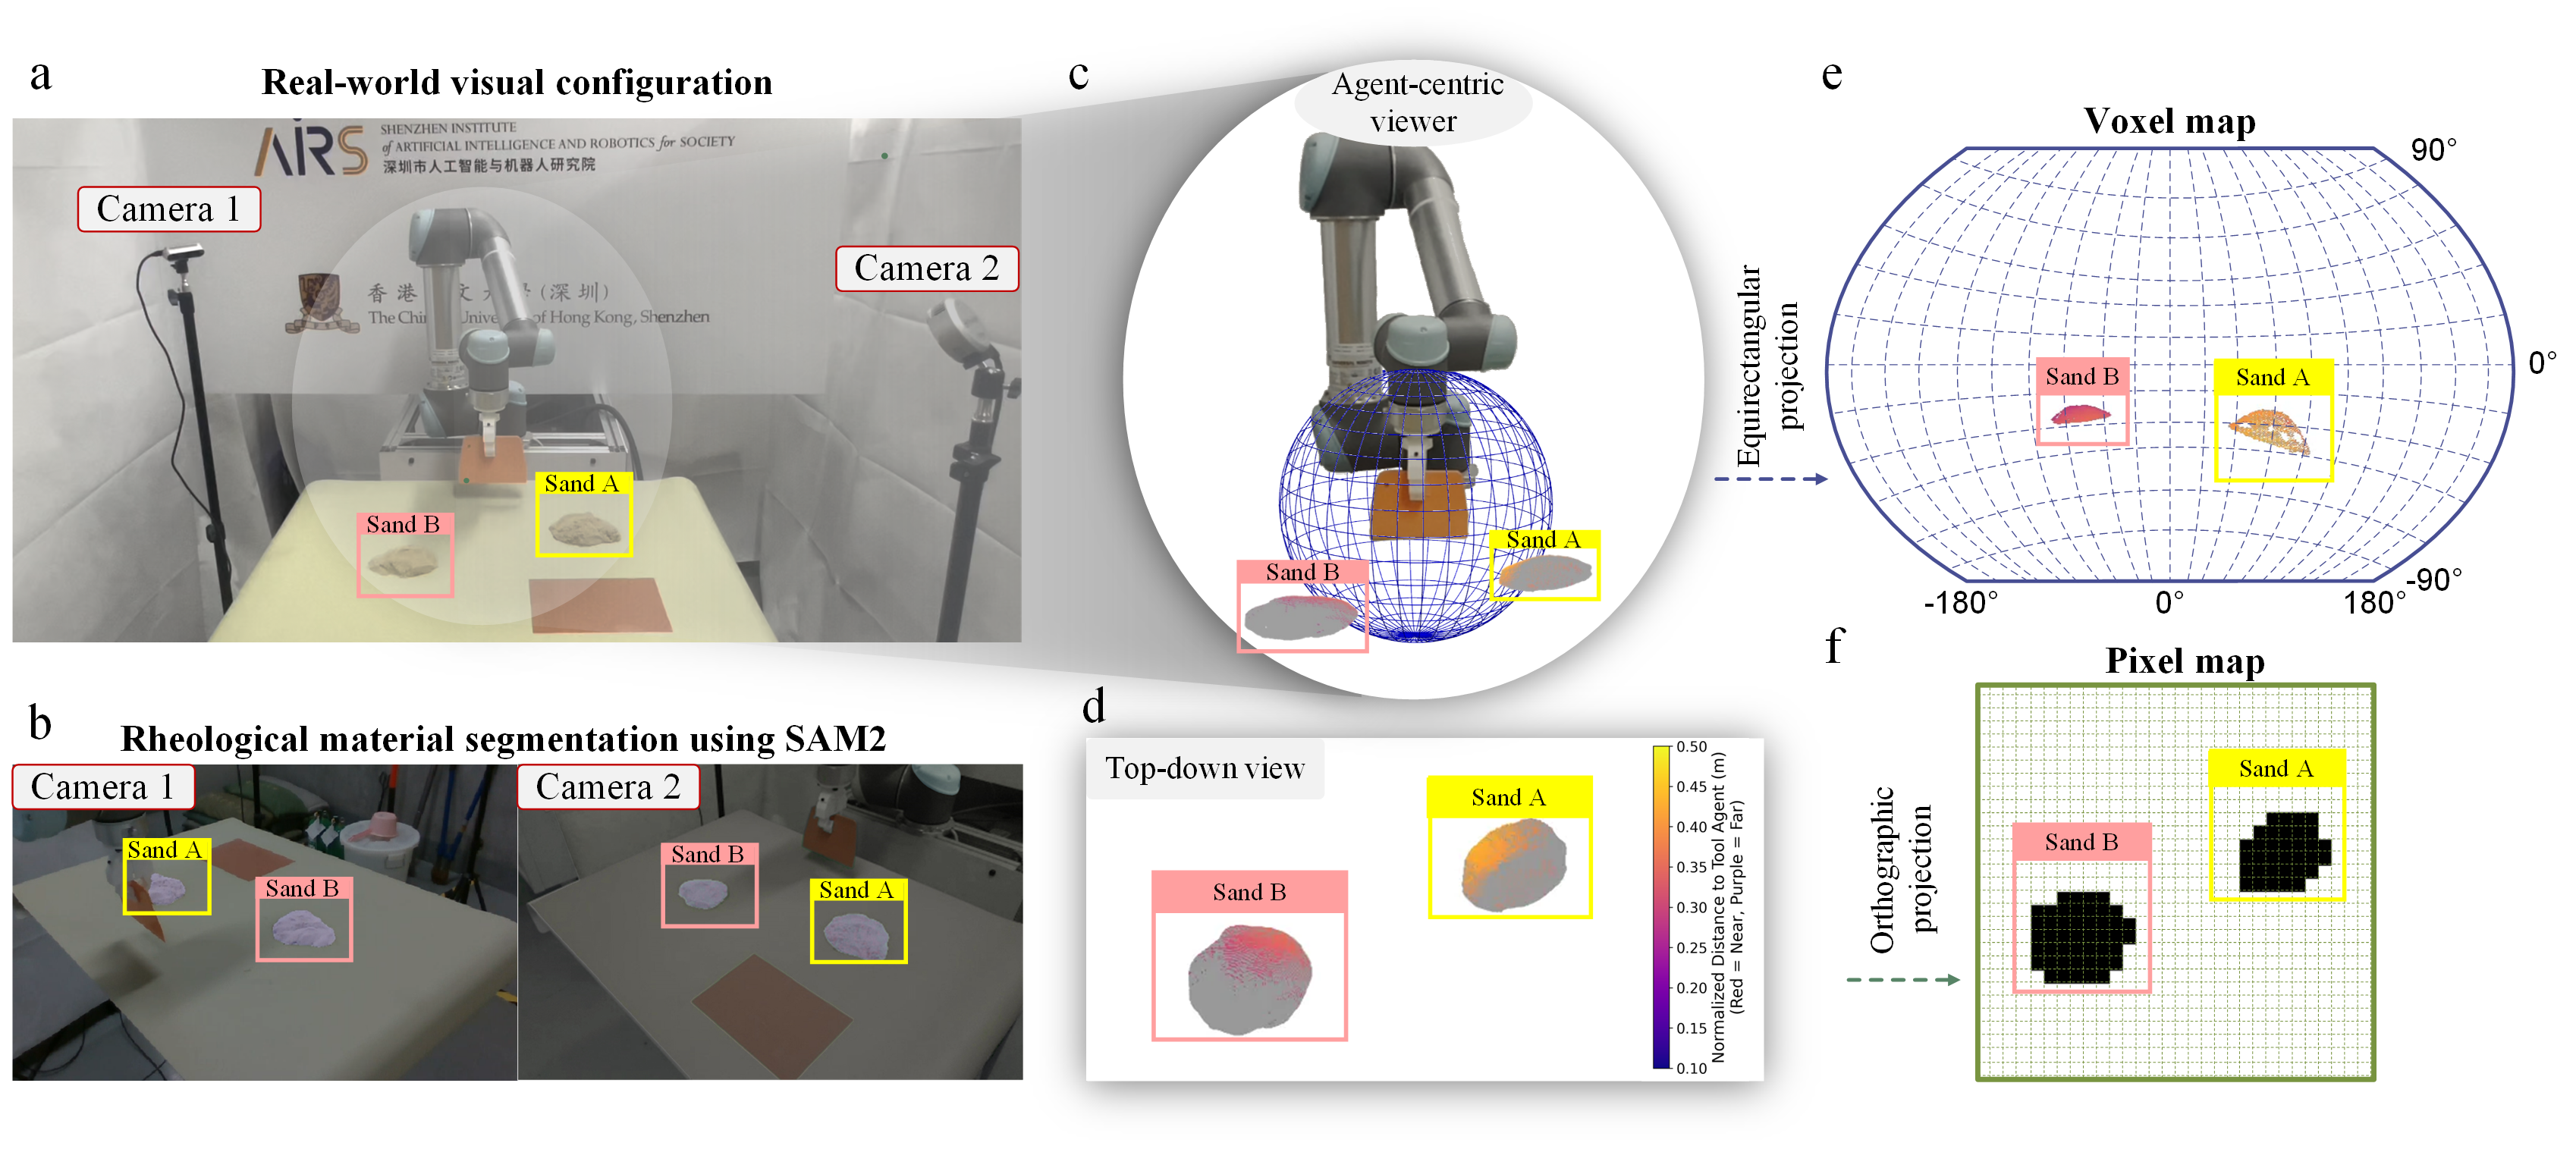 a
Real-world visual configuration
AIRS
SHENZHEN INSTITUTE
of ARTIFICIAL INTELLIGENCE AND ROBOTICS for SOCIETY
深圳市人工智能与机器人研究院
Camera 1
Camera 2
香港
文大
(深圳)
The Chin
Unive
of Hong Kong, Shenzhen
Sand A
Sand B
b
Rheological material segmentation using SAM2
Camera 1
Sand A
Sand B
Camera 2
Sand B
Sand A
c
Agent-centric
viewer
Sand A
Sand B
d
Top-down view
Sand A
Sand B
0.50
0.45
0.40
0.35
0.30
0.25
0.20
0.15
0.10
Normalized Distance to Tool Agent (m)
(Red = Near, Purple = Far)
Equirectangular
projection
e
Voxel map
90°
0°
-90°
-180°
0°
180°
Sand B
Sand A
Orthographic
projection
f
Pixel map
Sand A
Sand B